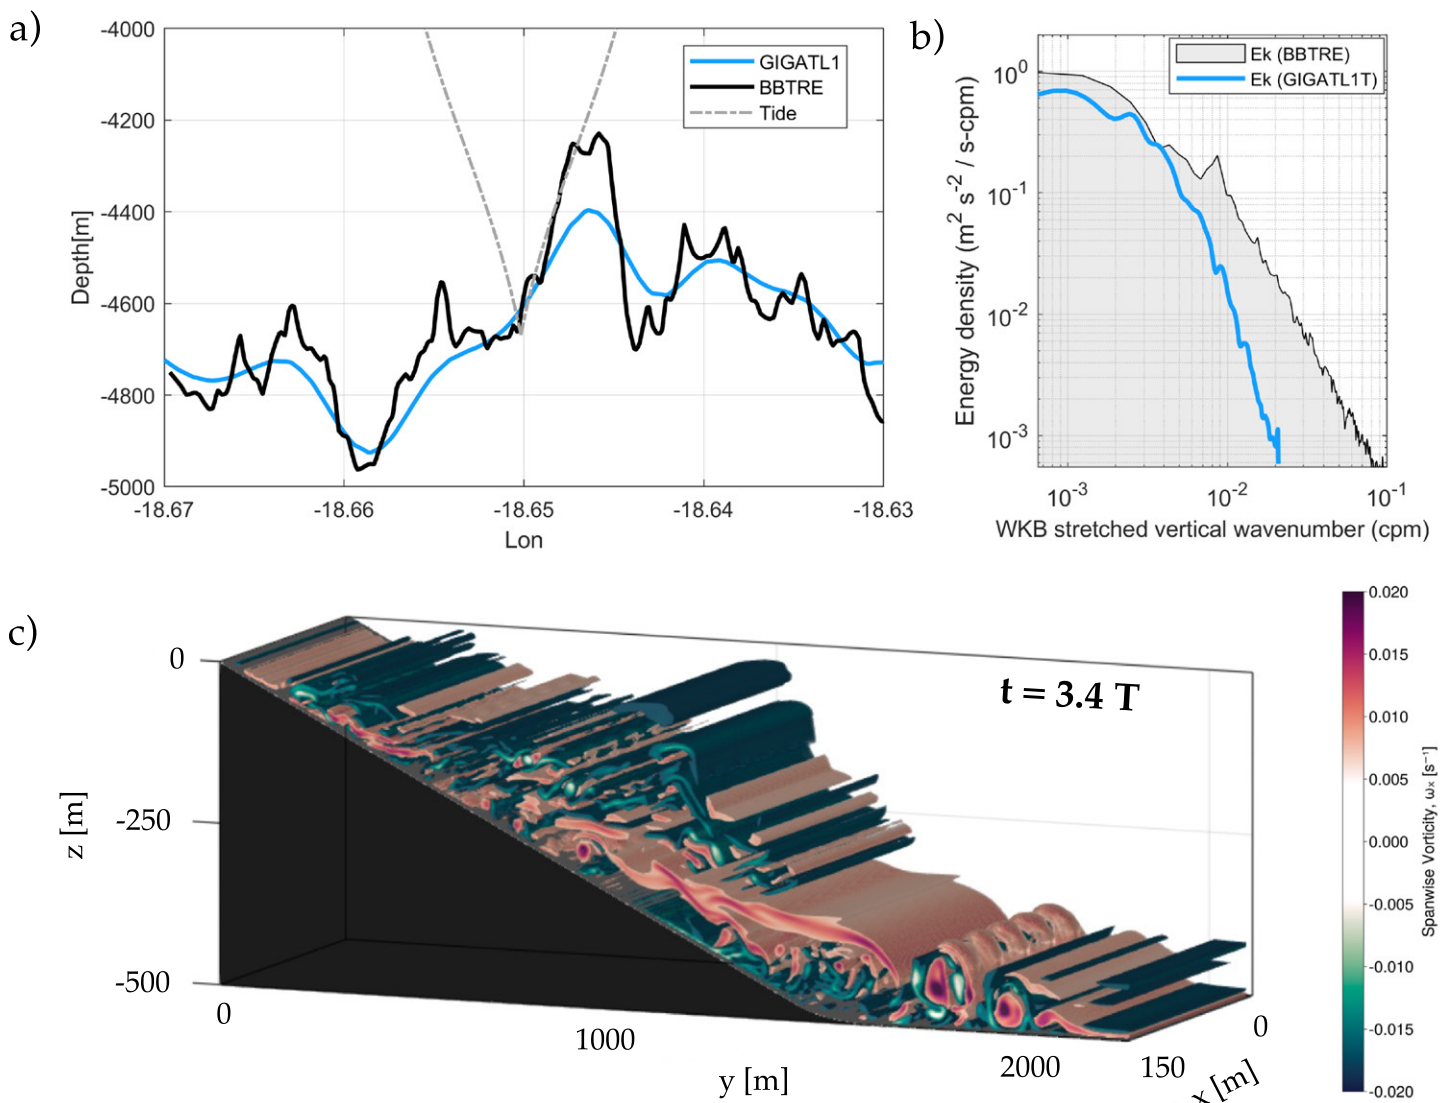 a)
-4000
-4200
-4400
-4600
-4800
-5000
Depth[m]
GIGATL1
BBTRE
Tide
-18.67
-18.66
-18.65
-18.64
-18.63
Lon
b)
Ek (BBTRE)
Ek (GIGATL1T)
10⁰
10⁻¹
10⁻²
10⁻³
Energy density (m² s⁻² / s-cpm)
10⁻³
10⁻²
10⁻¹
WKB stretched vertical wavenumber (cpm)
c)
t = 3.4 T
0
-250
-500
z [m]
0
1000
2000
y [m]
150
0
x [m]
0.020
0.015
0.010
0.005
0.000
-0.005
-0.010
-0.015
-0.020
Spanwise Vorticity, ωₓ [s⁻¹]